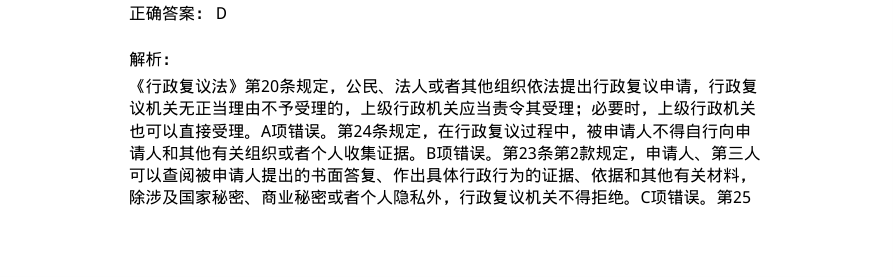 正确答案： D
解析：
《行政复议法》第20条规定，公民、法人或者其他组织依法提出行政复议申请，行政复
议机关无正当理由不予受理的，上级行政机关应当责令其受理；必要时，上级行政机关
也可以直接受理。A项错误。第24条规定，在行政复议过程中，被申请人不得自行向申
请人和其他有关组织或者个人收集证据。B项错误。第23条第2款规定，申请人、第三人
可以查阅被申请人提出的书面答复、作出具体行政行为的证据、依据和其他有关材料，
除涉及国家秘密、商业秘密或者个人隐私外，行政复议机关不得拒绝。C项错误。第25